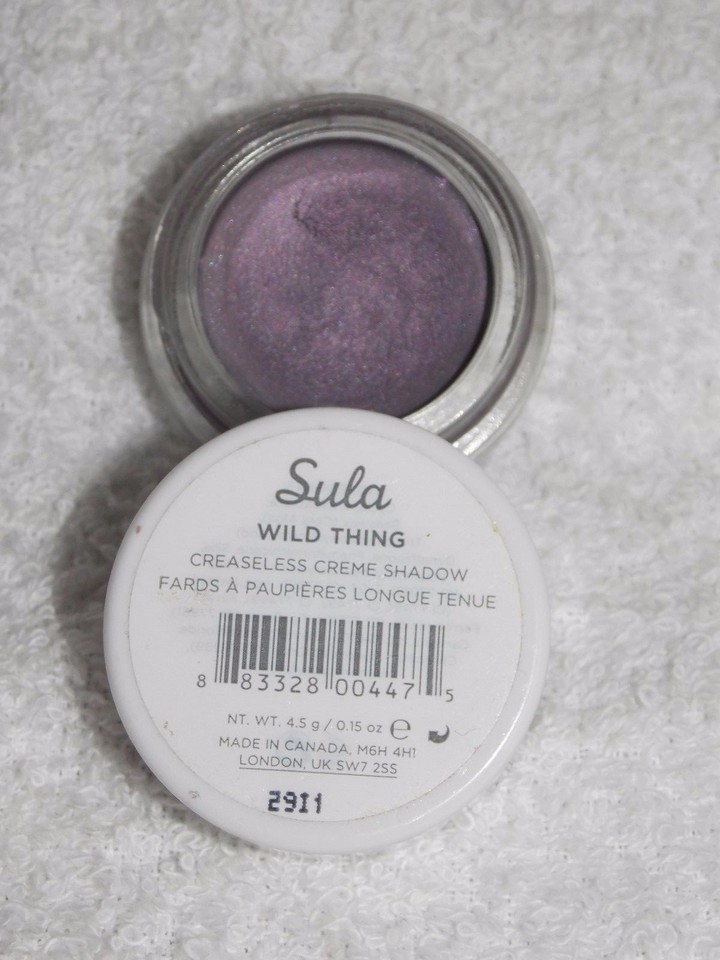 Sula
WILD THING
CREASELESS CREME SHADOW
FARDS À PAUPIÈRES LONGUE TENUE
8 83328 00447 5
NT. WT. 4.5 g / 0.15 oz ℮
MADE IN CANADA, M6H 4H1
LONDON, UK SW7 2SS
2911